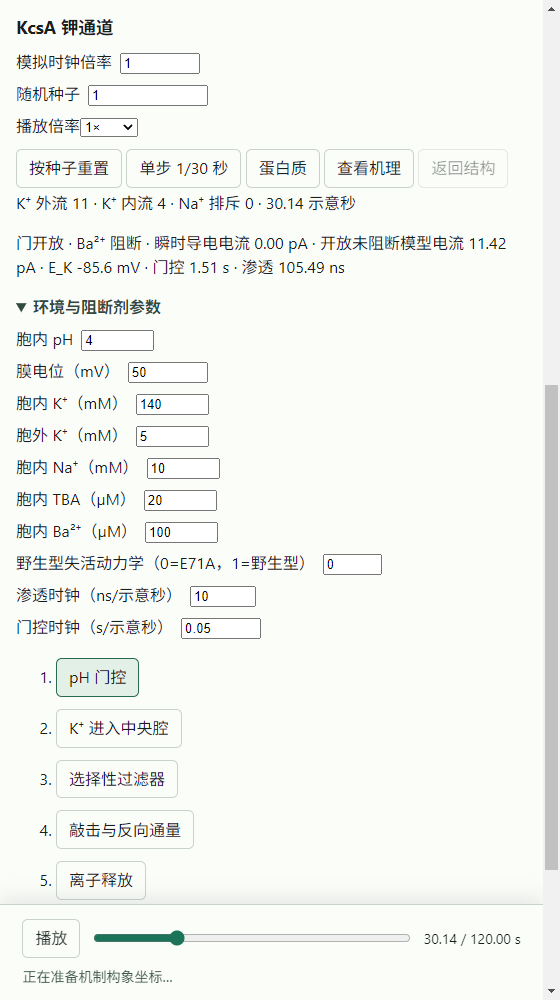 KcsA 钾通道
模拟时钟倍率 1
随机种子 1
播放倍率 1×
按种子重置 单步 1/30 秒 蛋白质 查看机理 返回结构
K⁺ 外流 11 · K⁺ 内流 4 · Na⁺ 排斥 0 · 30.14 示意秒
门开放 · Ba²⁺ 阻断 · 瞬时导电电流 0.00 pA · 开放未阻断模型电流 11.42
pA · E_K -85.6 mV · 门控 1.51 s · 渗透 105.49 ns
▼ 环境与阻断剂参数
胞内 pH 4
膜电位（mV） 50
胞内 K⁺（mM） 140
胞外 K⁺（mM） 5
胞内 Na⁺（mM） 10
胞内 TBA（μM） 20
胞内 Ba²⁺（μM） 100
野生型失活动力学（0=E71A，1=野生型） 0
渗透时钟（ns/示意秒） 10
门控时钟（s/示意秒） 0.05
1. pH 门控
2. K⁺ 进入中央腔
3. 选择性过滤器
4. 敲击与反向通量
5. 离子释放
播放 30.14 / 120.00 s
正在准备机制构象坐标...